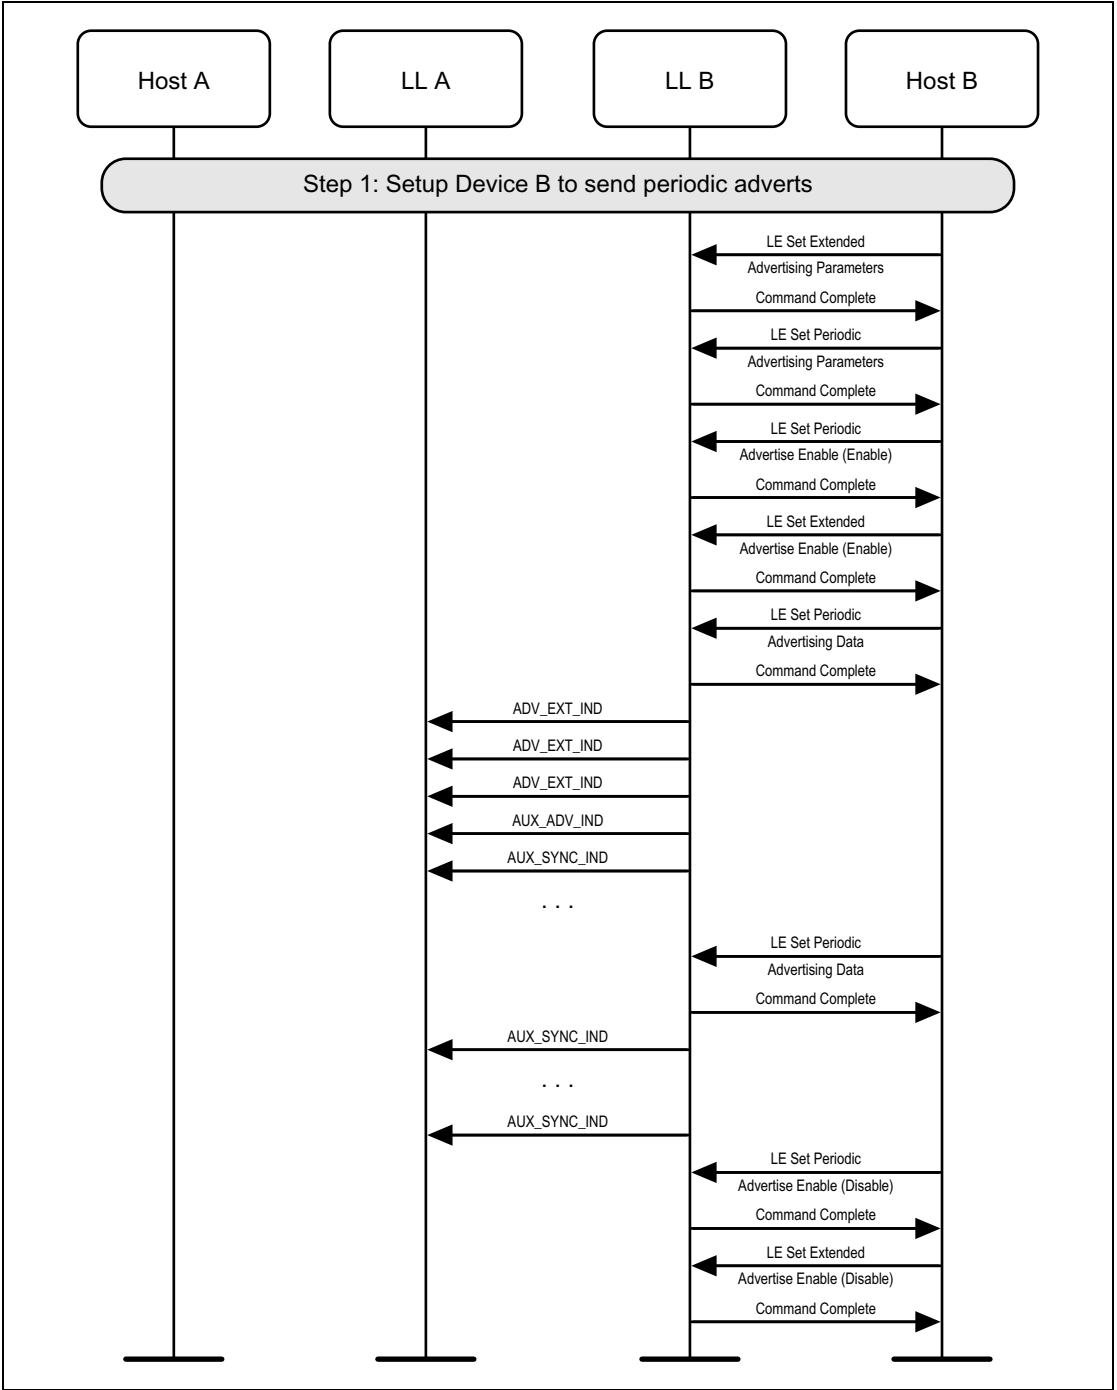 Host A
LL A
LL B
Host B
Step 1: Setup Device B to send periodic adverts
LE Set Extended
Advertising Parameters
Command Complete
LE Set Periodic
Advertising Parameters
Command Complete
LE Set Periodic
Advertise Enable (Enable)
Command Complete
LE Set Extended
Advertise Enable (Enable)
Command Complete
LE Set Periodic
Advertising Data
Command Complete
ADV_EXT_IND
ADV_EXT_IND
ADV_EXT_IND
AUX_ADV_IND
AUX_SYNC_IND
. . .
LE Set Periodic
Advertising Data
Command Complete
AUX_SYNC_IND
. . .
AUX_SYNC_IND
LE Set Periodic
Advertise Enable (Disable)
Command Complete
LE Set Extended
Advertise Enable (Disable)
Command Complete